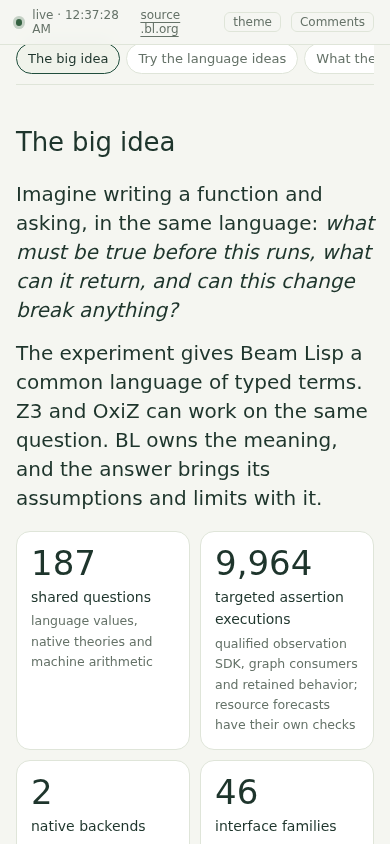 live · 12:37:28
AM
source
.bl.org
theme
Comments
The big idea
Try the language ideas
What the
The big idea
Imagine writing a function and
asking, in the same language: what
must be true before this runs, what
can it return, and can this change
break anything?
The experiment gives Beam Lisp a
common language of typed terms.
Z3 and OxiZ can work on the same
question. BL owns the meaning,
and the answer brings its
assumptions and limits with it.
187
shared questions
language values,
native theories and
machine arithmetic
9,964
targeted assertion
executions
qualified observation
SDK, graph consumers
and retained behavior;
resource forecasts
have their own checks
2
native backends
46
interface families